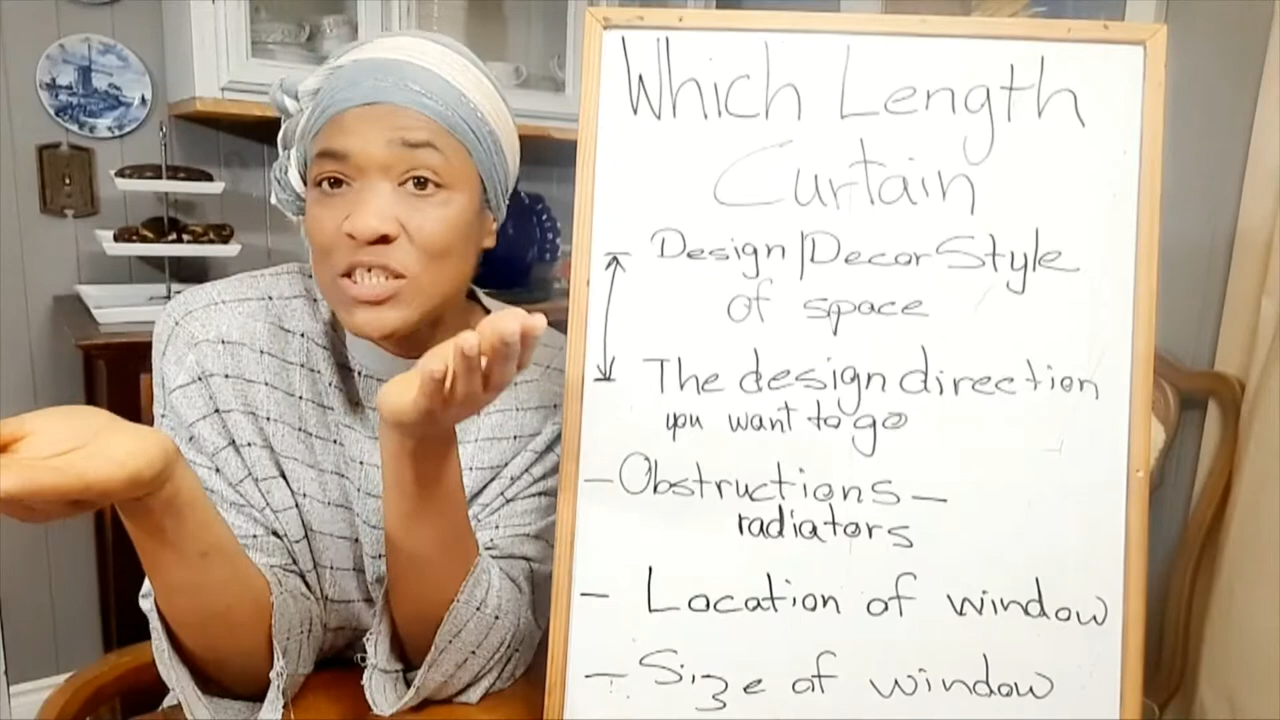 Which Length
Curtain
- Design/Decor Style
of space
- The design direction
you want to go
- Obstructions -
radiators
- Location of window
- Size of window